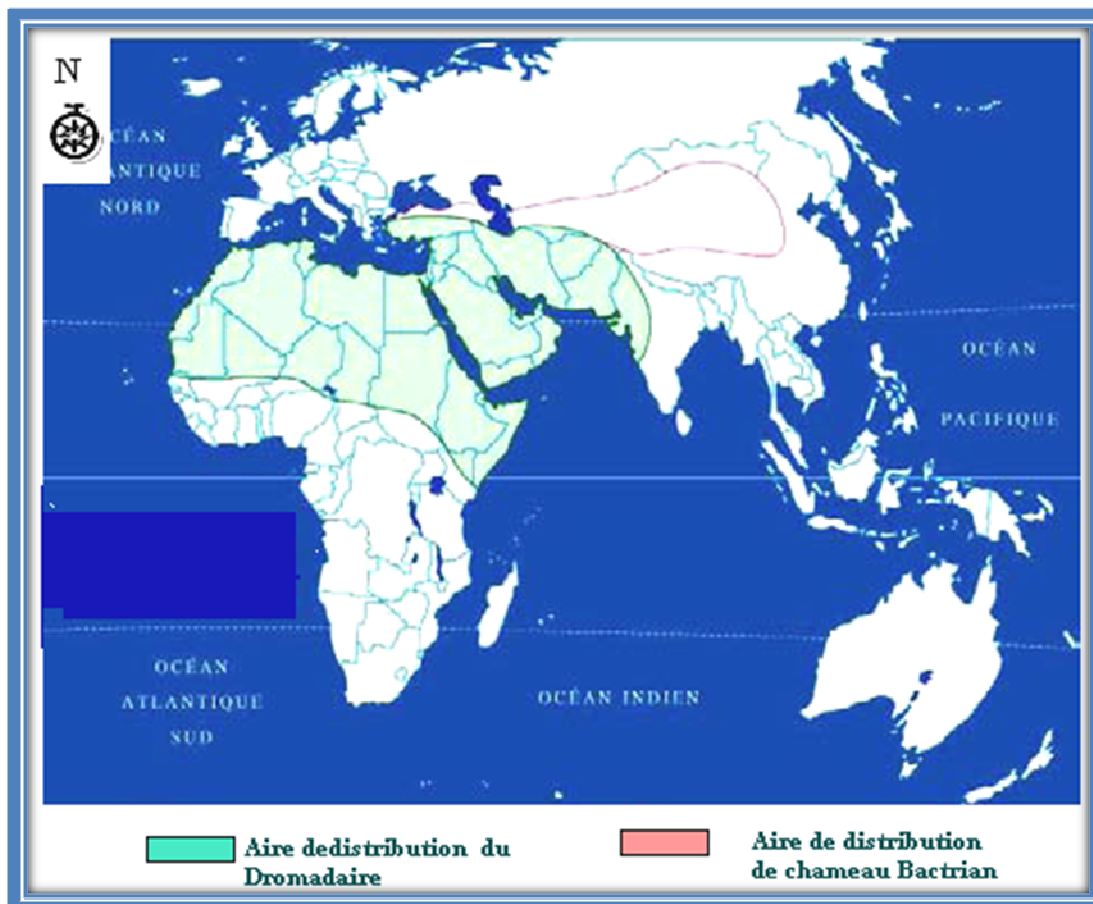 N
CÉAN
ANTIQUE
NORD
OCÉAN
PACIFIQUE
OCÉAN
ATLANTIQUE
SUD
OCÉAN INDIEN
Aire dedistribution du
Dromadaire
Aire de distribution
de chameau Bactrian